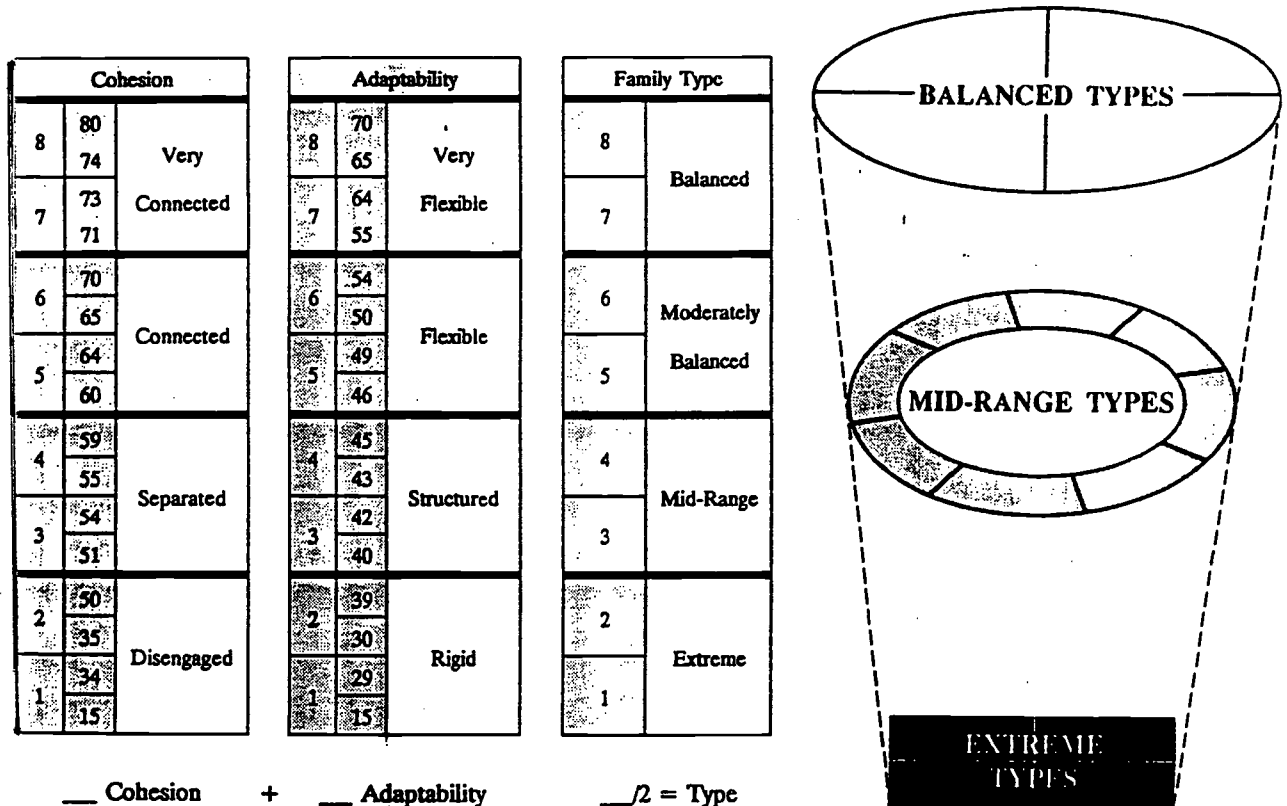 Cohesion
8 80 74 Very
7 73 71 Connected
6 70 65 Connected
5 64 60
4 59 55 Separated
3 54 51
2 50 35 Disengaged
1 34 15
Adaptability
8 70 65 Very
7 64 55 Flexible
6 54 50 Flexible
5 49 46
4 45 43 Structured
3 42 40
2 39 30 Rigid
1 29 15
Family Type
8 Balanced
7
6 Moderately
5 Balanced
4 Mid-Range
3
2 Extreme
1
__ Cohesion + __ Adaptability __/2 = Type
BALANCED TYPES
MID-RANGE TYPES
EXTREME
TYPES